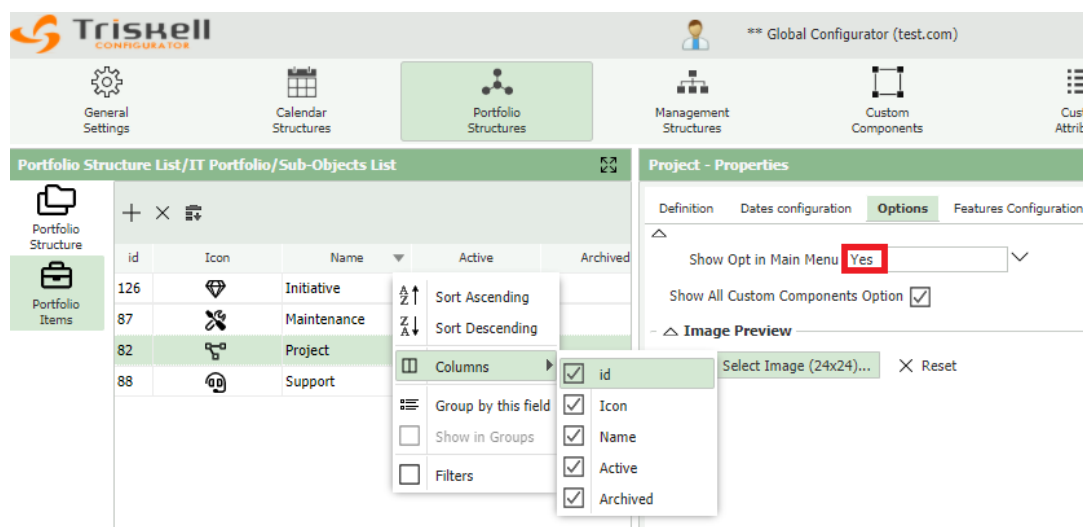 Triskell
CONFIGURATOR
** Global Configurator (test.com)
General
Settings
Calendar
Structures
Portfolio
Structures
Management
Structures
Custom
Components
Cust
Attrib
Portfolio Structure List/IT Portfolio/Sub-Objects List
Project - Properties
Portfolio
Structure
Portfolio
Items
id Icon Name Active Archived
126 Initiative
87 Maintenance
82 Project
88 Support
Sort Ascending
Sort Descending
Columns
Group by this field
Show in Groups
Filters
id
Icon
Name
Active
Archived
Definition Dates configuration Options Features Configuration
Show Opt in Main Menu Yes
Show All Custom Components Option
Image Preview
Select Image (24x24)... Reset